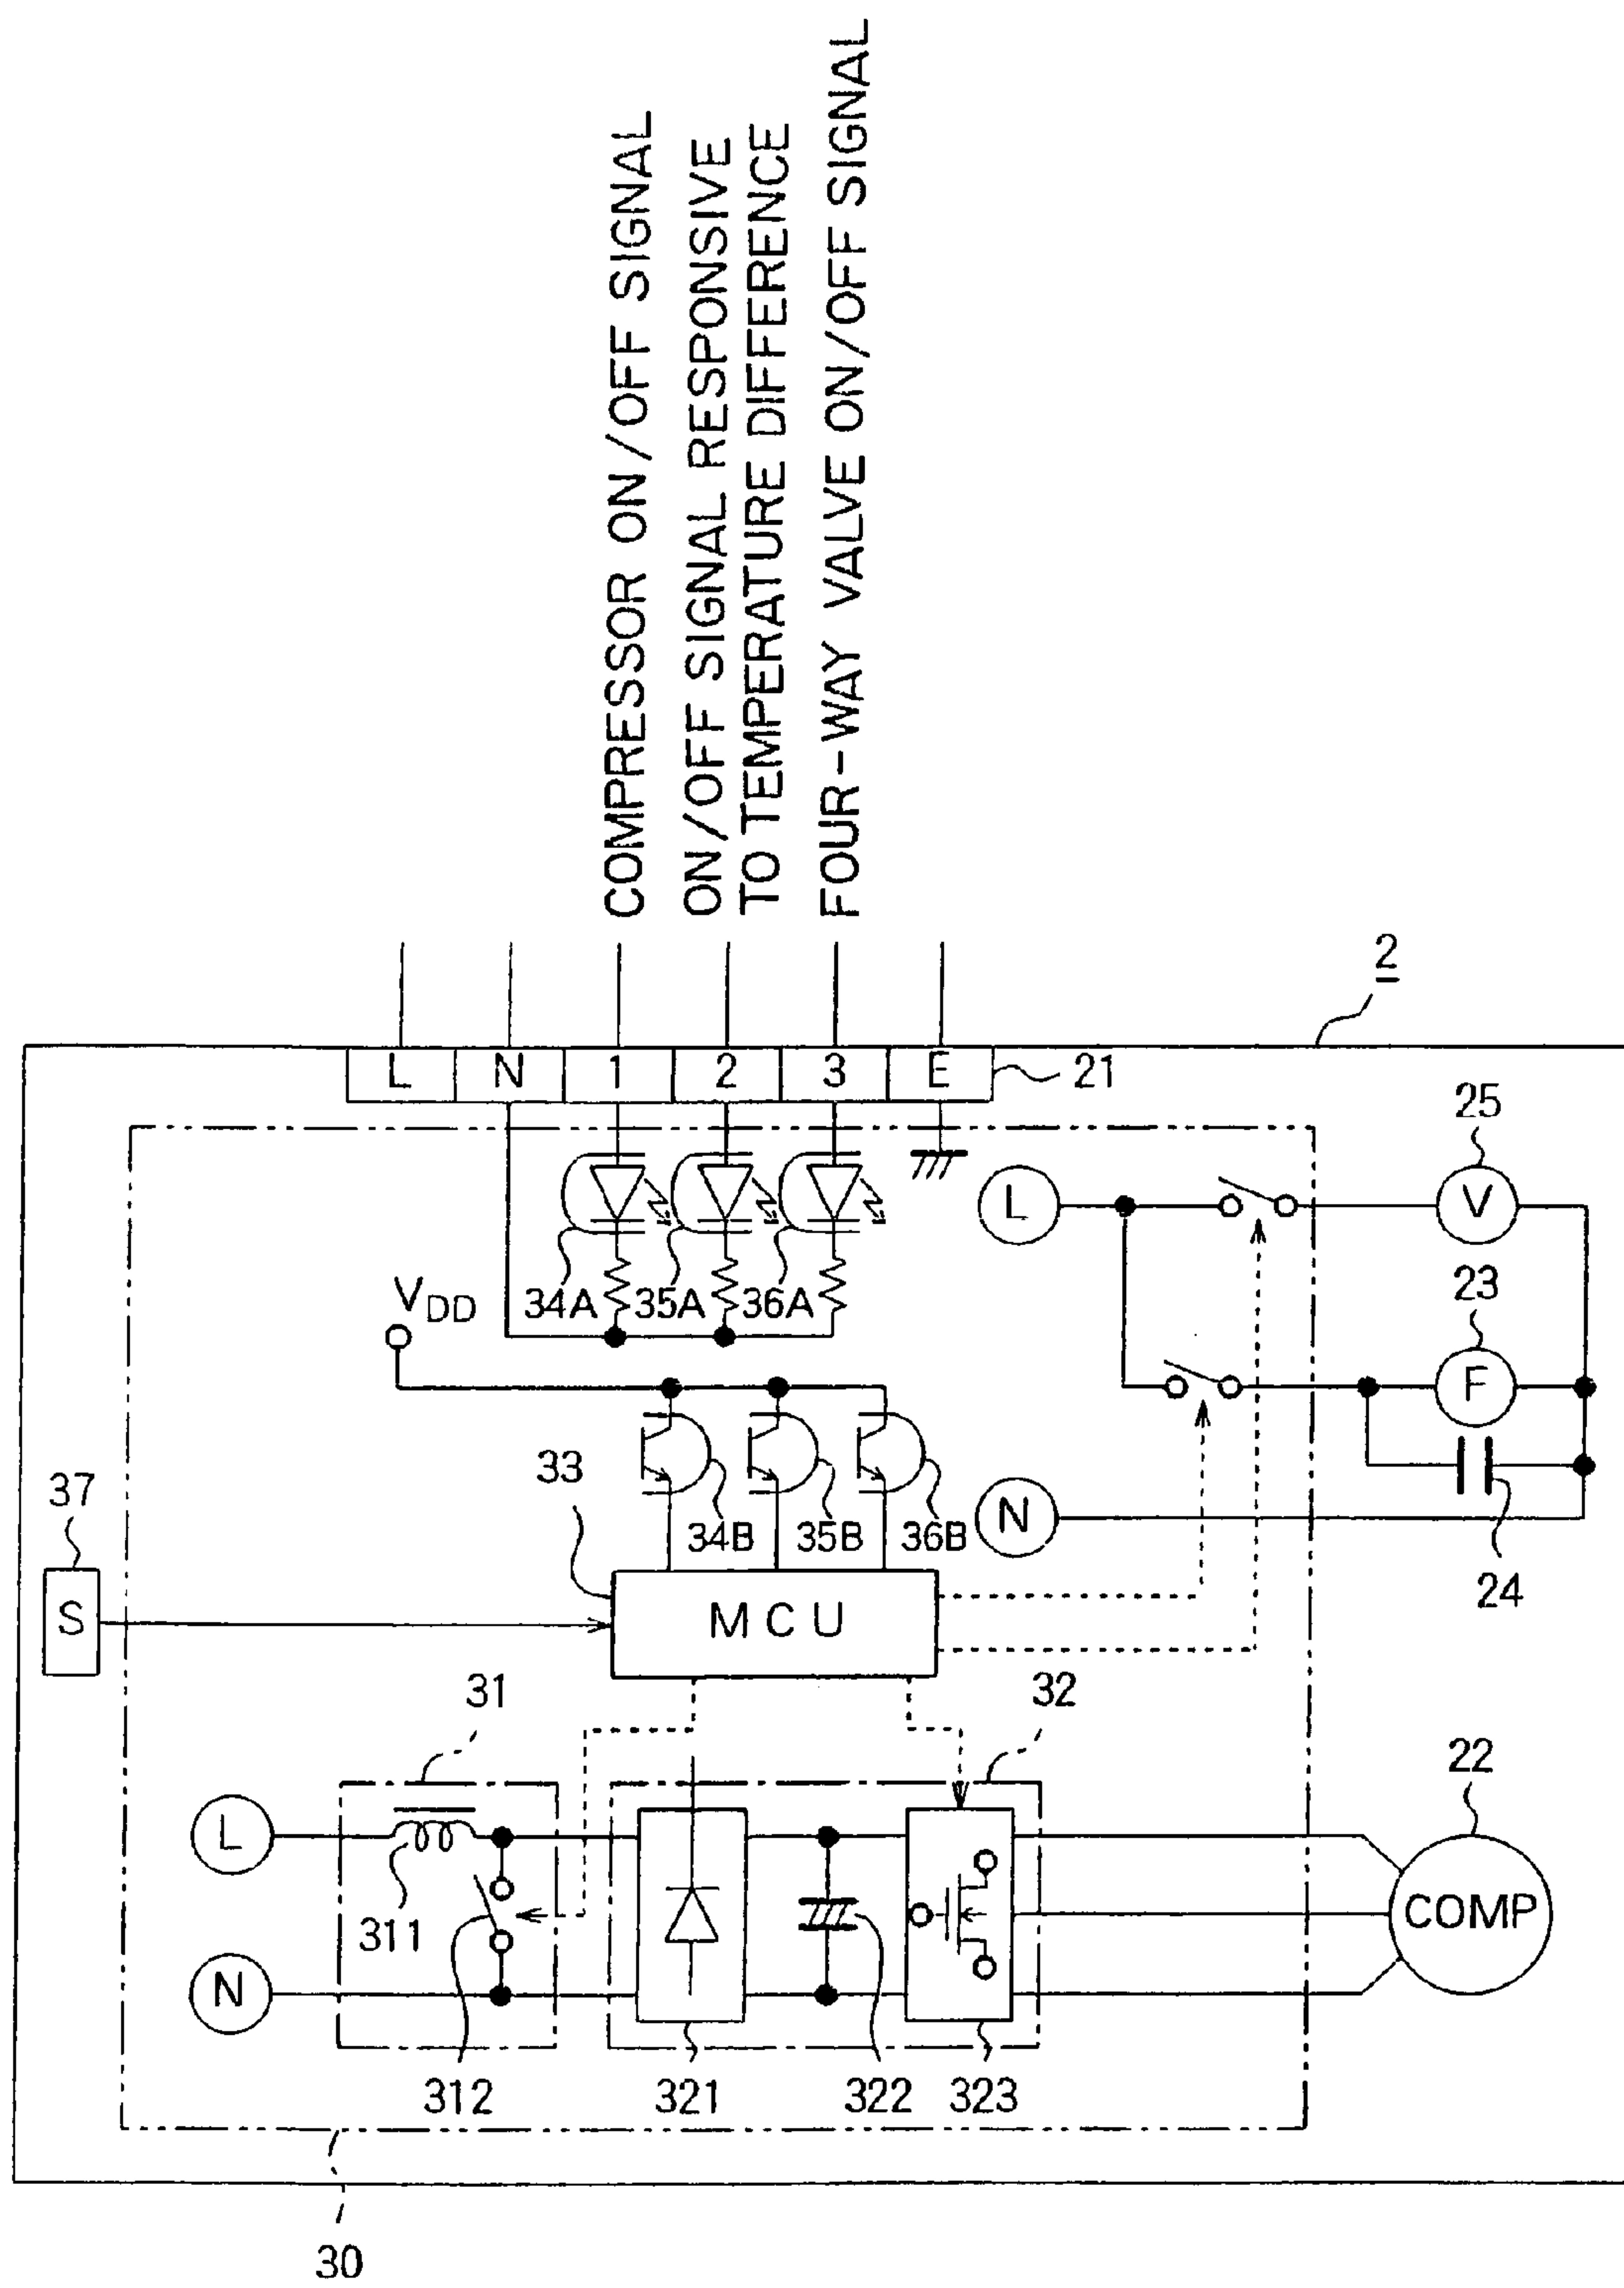 COMPRESSOR ON/OFF SIGNAL
ON/OFF SIGNAL RESPONSIVE
TO TEMPERATURE DIFFERENCE
FOUR-WAY VALVE ON/OFF SIGNAL
2
L N 1 2 3 E
21
25
L
V
34A 35A 36A
VDD
23
F
33
37
34B 35B 36B
N
24
S
MCU
31
32
22
L
311
COMP
N
312
321
322
323
30